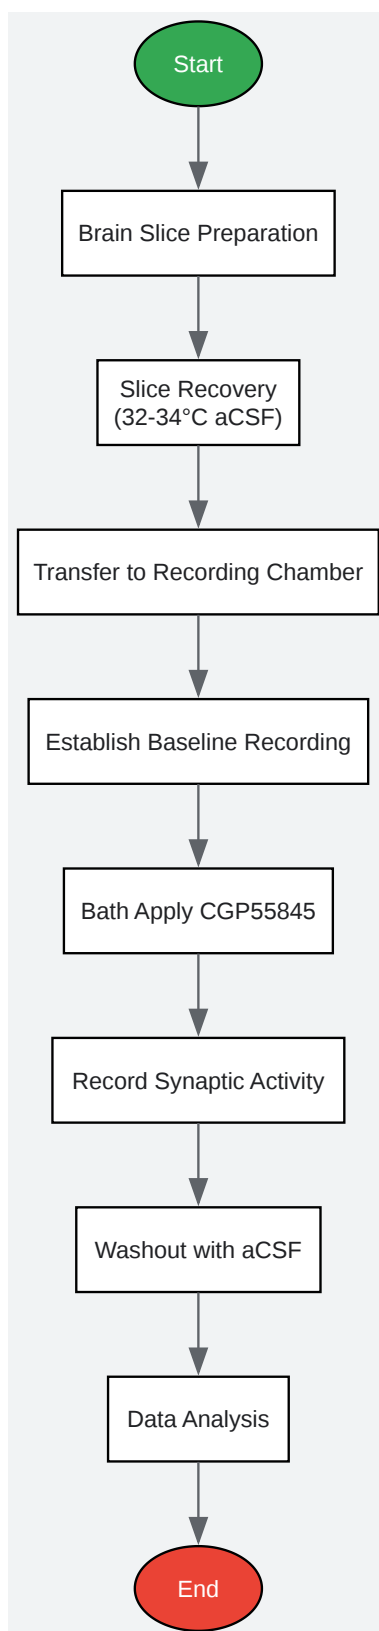 Start
Brain Slice Preparation
Slice Recovery
(32-34°C aCSF)
Transfer to Recording Chamber
Establish Baseline Recording
Bath Apply CGP55845
Record Synaptic Activity
Washout with aCSF
Data Analysis
End